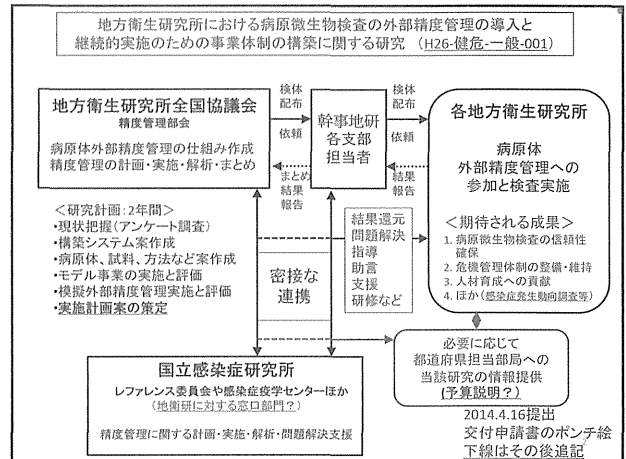 地方衛生研究所における病原微生物検査の外部精度管理の導入と
継続的実施のための事業体制の構築に関する研究 (H26-健危-一般-001)
地方衛生研究所全国協議会
精度管理部会
病原体外部精度管理の仕組み作成
精度管理の計画・実施・解析・まとめ
検体
配布
依頼
まとめ
結果
報告
幹事地研
各支部
担当者
検体
配布
依頼
結果
報告
各地方衛生研究所
病原体
外部精度管理への
参加と検査実施
<期待される成果>
1. 病原微生物検査の信頼性
確保
2. 危機管理体制の整備・維持
3. 人材育成への貢献
4. ほか(感染症発生動向調査等)
<研究計画:2年間>
・現状把握(アンケート調査)
・構築システム案作成
・病原体、試料、方法など案作成
・モデル事業の実施と評価
・模擬外部精度管理実施と評価
・実施計画案の策定
密接な
連携
結果還元
問題解決
指導
助言
支援
研修など
国立感染症研究所
レファレンス委員会や感染症疫学センターほか
(地衛研に対する窓口部門?)
精度管理に関する計画・実施・解析・問題解決支援
必要に応じて
都道府県担当部局への
当該研究の情報提供
(予算説明?)
2014.4.16提出
交付申請書のポンチ絵
下線はその後追記